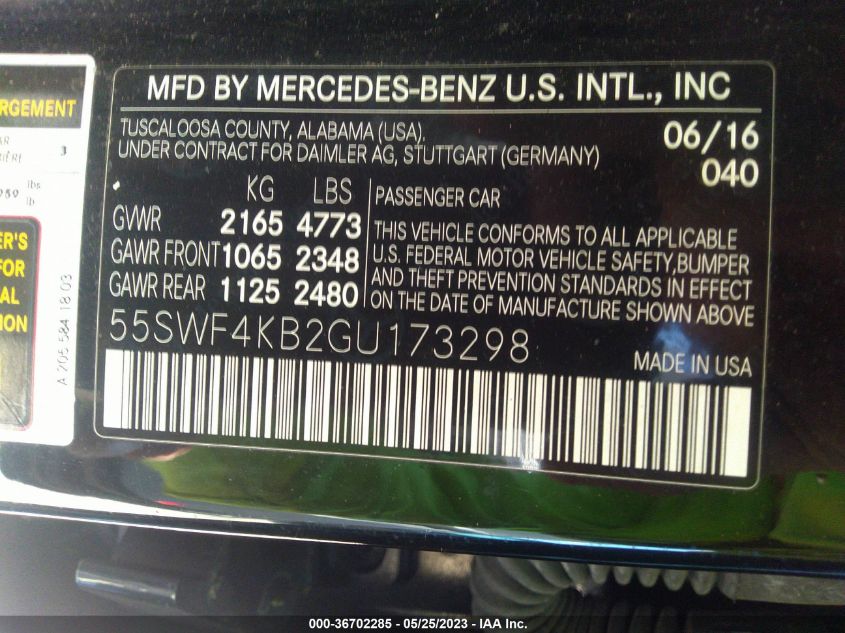 RGEMENT
3
lbs
lb
ER'S
FOR
AL
TION
A 205 584 18 03
MFD BY MERCEDES-BENZ U.S. INTL., INC
TUSCALOOSA COUNTY, ALABAMA (USA).
UNDER CONTRACT FOR DAIMLER AG, STUTTGART (GERMANY)
06/16
040
KG LBS
GVWR 2165 4773
GAWR FRONT 1065 2348
GAWR REAR 1125 2480
PASSENGER CAR
THIS VEHICLE CONFORMS TO ALL APPLICABLE
U.S. FEDERAL MOTOR VEHICLE SAFETY,BUMPER
AND THEFT PREVENTION STANDARDS IN EFFECT
ON THE DATE OF MANUFACTURE SHOWN ABOVE
55SWF4KB2GU173298
MADE IN USA
000-36702285 - 05/25/2023 - IAA Inc.